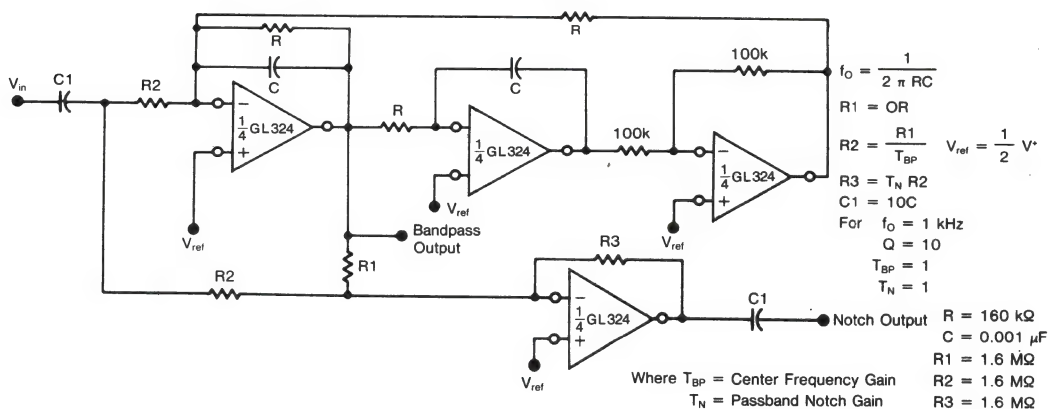 R
R
100k
C1
R2
C
C
V_in
1/4 GL324
R
1/4 GL324
100k
1/4 GL324
V_ref
V_ref
V_ref
Bandpass
Output
R1
R2
R3
1/4 GL324
C1
V_ref
Notch Output
f_O = 1 / 2 π RC
R1 = OR
R2 = R1 / T_BP V_ref = 1/2 V⁺
R3 = T_N R2
C1 = 10C
For f_O = 1 kHz
Q = 10
T_BP = 1
T_N = 1
R = 160 kΩ
C = 0.001 µF
R1 = 1.6 MΩ
Where T_BP = Center Frequency Gain R2 = 1.6 MΩ
T_N = Passband Notch Gain R3 = 1.6 MΩ